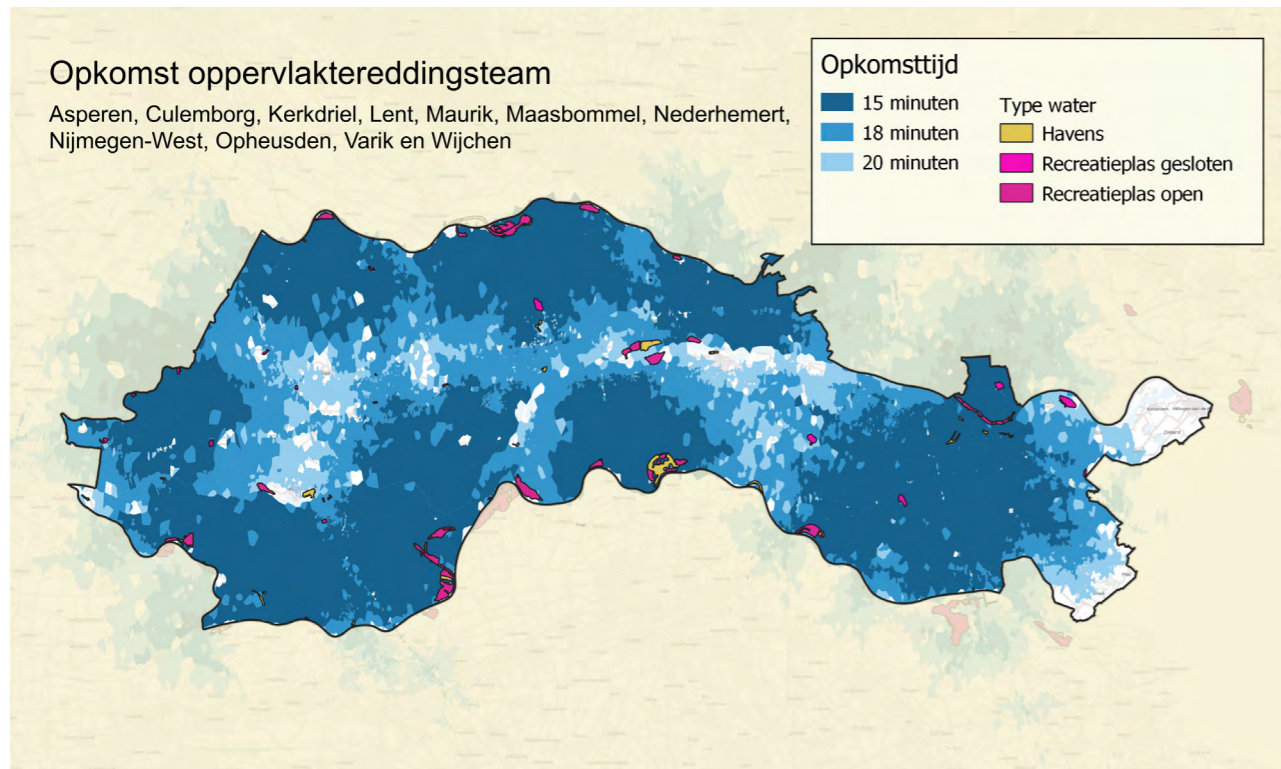 Opkomst oppervlaktereddingsteam
Asperen, Culemborg, Kerkdriel, Lent, Maurik, Maasbommel, Nederhemert,
Nijmegen-West, Opheusden, Varik en Wijchen
Opkomsttijd
15 minuten
18 minuten
20 minuten
Type water
Havens
Recreatieplas gesloten
Recreatieplas open